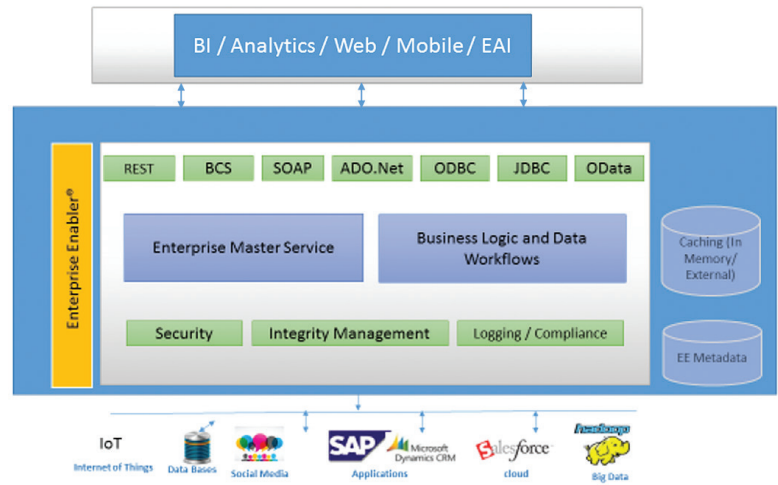 BI / Analytics / Web / Mobile / EAI
Enterprise Enabler®
REST
BCS
SOAP
ADO.Net
ODBC
JDBC
OData
Enterprise Master Service
Business Logic and Data
Workflows
Caching (In
Memory/
External)
Security
Integrity Management
Logging / Compliance
EE Metadata
IoT
Internet of Things
Data Bases
Social Media
SAP
Microsoft
Dynamics CRM
Applications
Salesforce
cloud
hadoop
Big Data